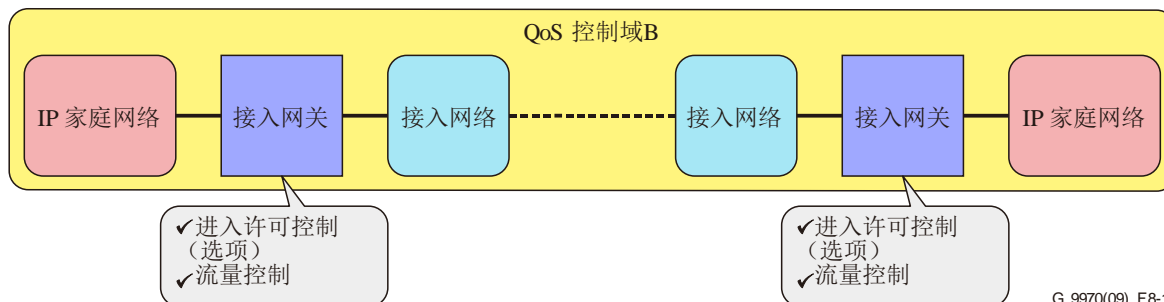 QoS 控制域B
IP 家庭网络
接入网关
接入网络
接入网络
接入网关
IP 家庭网络
✓进入许可控制
（选项）
✓流量控制
✓进入许可控制
（选项）
✓流量控制